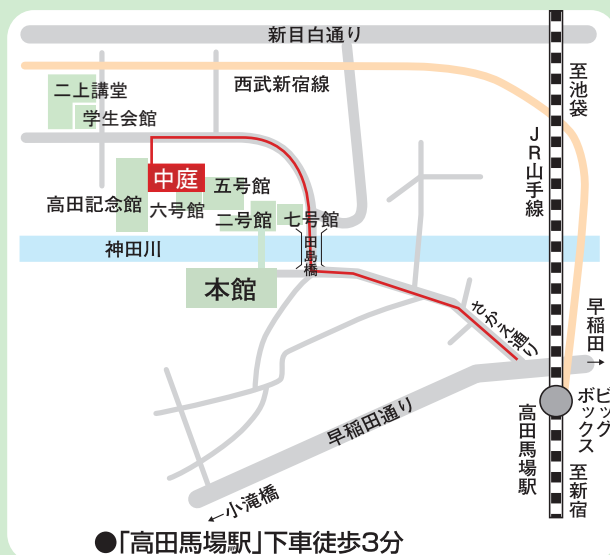 新目白通り
西武新宿線
至池袋
二上講堂
学生会館
JR山手線
中庭
五号館
高田記念館
六号館
二号館
七号館
神田川
田島橋
本館
さかえ通り
早稲田
→
ビッグ
ボックス
早稲田通り
高田馬場駅
至新宿
←小滝橋
●「高田馬場駅」下車徒歩3分